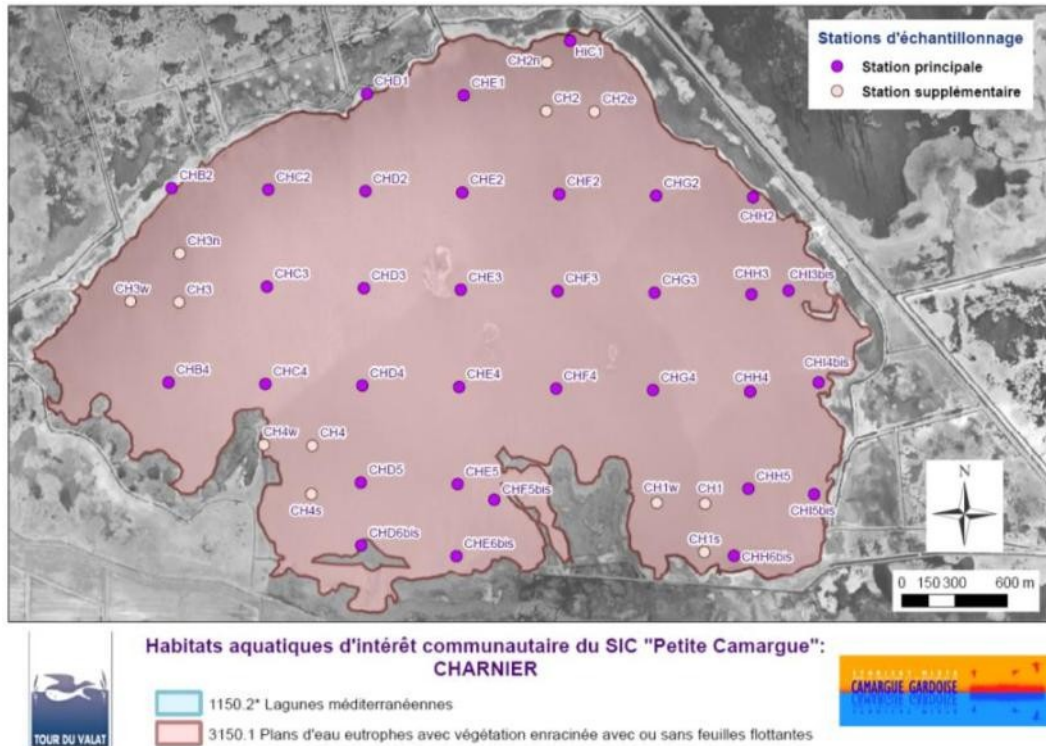 Stations d'échantillonnage
Station principale
Station supplémentaire
HIC1
CH2n
CHD1
CHE1
CH2
CH2e
CHB2
CHC2
CHD2
CHE2
CHF2
CHG2
CHH2
CH3n
CHC3
CHD3
CHE3
CHF3
CHG3
CHH3
CHI3bis
CH3w
CH3
CHB4
CHC4
CHD4
CHE4
CHF4
CHG4
CHH4
CHI4bis
CH4w
CH4
CHD5
CHE5
CHF5bis
CH1w
CH1
CHH5
CHI5bis
CH4s
CHD6bis
CHE6bis
CH1s
CHH6bis
N
0 150 300 600 m
Habitats aquatiques d'intérêt communautaire du SIC "Petite Camargue":
CHARNIER
1150.2* Lagunes méditerranéennes
3150.1 Plans d'eau eutrophes avec végétation enracinée avec ou sans feuilles flottantes
TOUR DU VALAT
SYNDICAT MIXTE
CAMARGUE GARDOISE